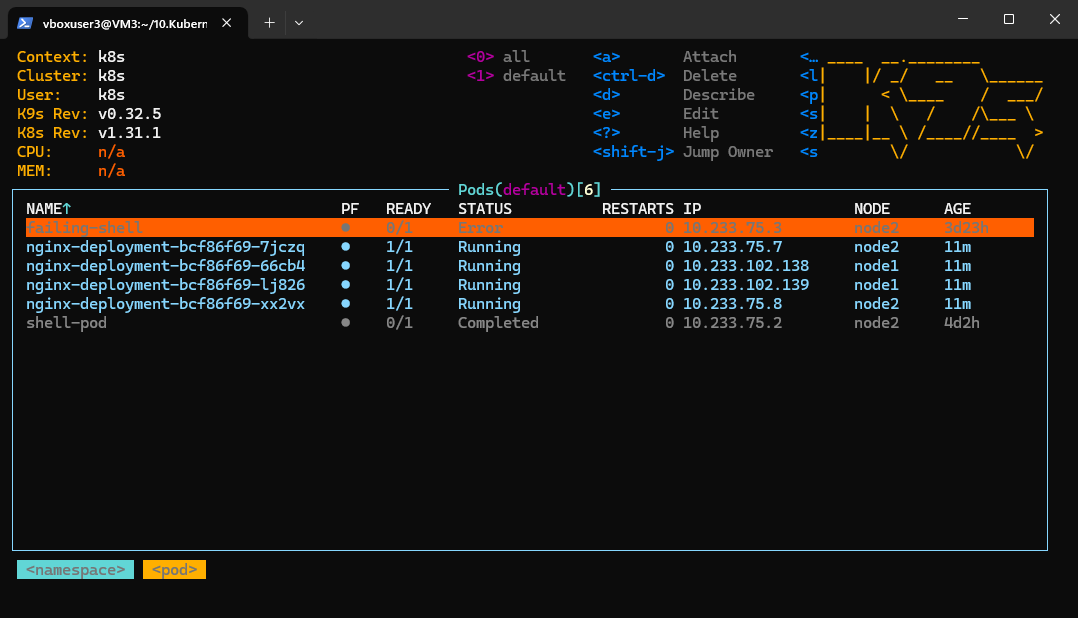 vboxuser3@VM3:~/10.Kubern
Context: k8s <0> all <a> Attach <…
Cluster: k8s <1> default <ctrl-d> Delete <l
User: k8s <d> Describe <p
K9s Rev: v0.32.5 <e> Edit <s
K8s Rev: v1.31.1 <?> Help <z
CPU: n/a <shift-j> Jump Owner <s
MEM: n/a
Pods(default)[6]
NAME↑ PF READY STATUS RESTARTS IP NODE AGE
failing-shell ● 0/1 Error 0 10.233.75.3 node2 3d23h
nginx-deployment-bcf86f69-7jczq ● 1/1 Running 0 10.233.75.7 node2 11m
nginx-deployment-bcf86f69-66cb4 ● 1/1 Running 0 10.233.102.138 node1 11m
nginx-deployment-bcf86f69-lj826 ● 1/1 Running 0 10.233.102.139 node1 11m
nginx-deployment-bcf86f69-xx2vx ● 1/1 Running 0 10.233.75.8 node2 11m
shell-pod ● 0/1 Completed 0 10.233.75.2 node2 4d2h
<namespace> <pod>